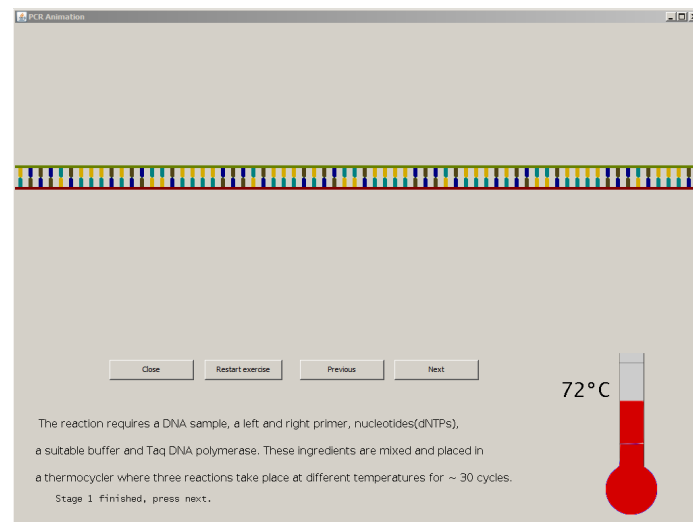 PCR Animation
Close
Restart exercise
Previous
Next
72°C
The reaction requires a DNA sample, a left and right primer, nucleotides(dNTPs),
a suitable buffer and Taq DNA polymerase. These ingredients are mixed and placed in
a thermocycler where three reactions take place at different temperatures for ~ 30 cycles.
Stage 1 finished, press next.